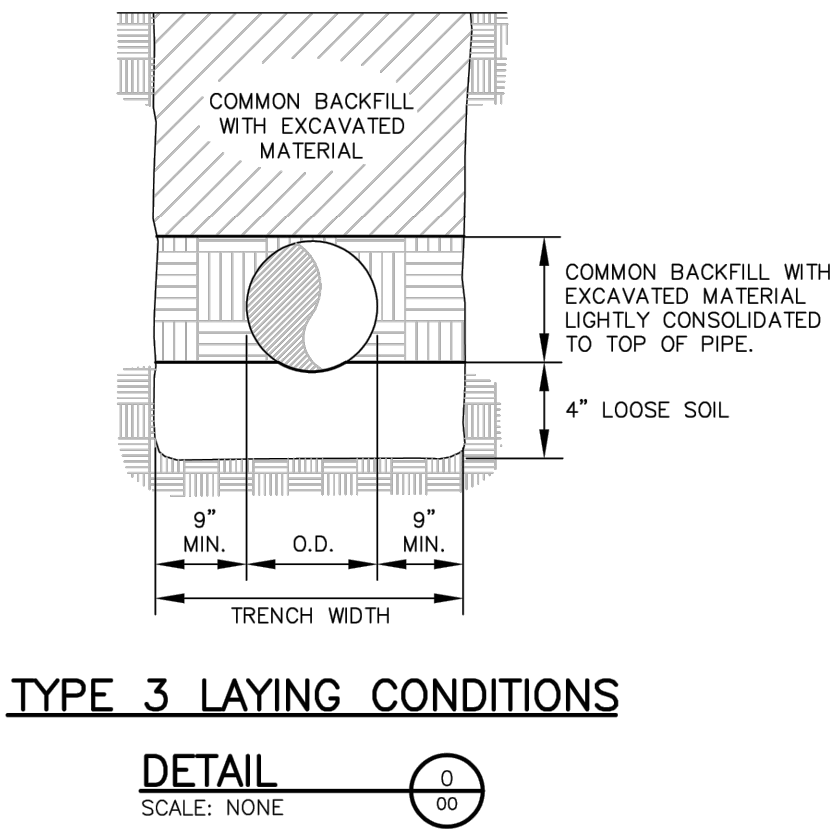 COMMON BACKFILL
WITH EXCAVATED
MATERIAL
COMMON BACKFILL WITH
EXCAVATED MATERIAL
LIGHTLY CONSOLIDATED
TO TOP OF PIPE.
4” LOOSE SOIL
9”
MIN.
O.D.
9”
MIN.
TRENCH WIDTH
TYPE 3 LAYING CONDITIONS
DETAIL
SCALE: NONE
0
00